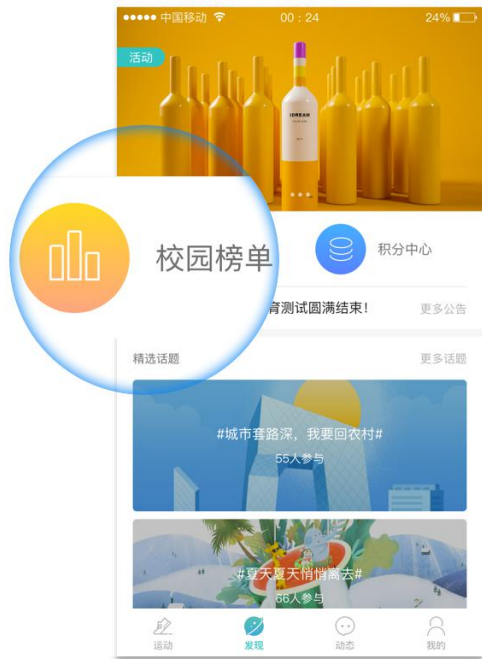 中国移动
00：24
24%
活动
IDREAM
校园榜单
积分中心
育测试圆满结束！
更多公告
精选话题
更多话题
#城市套路深，我要回农村#
55人参与
#夏天夏天悄悄离去#
66人参与
运动
发现
动态
我的